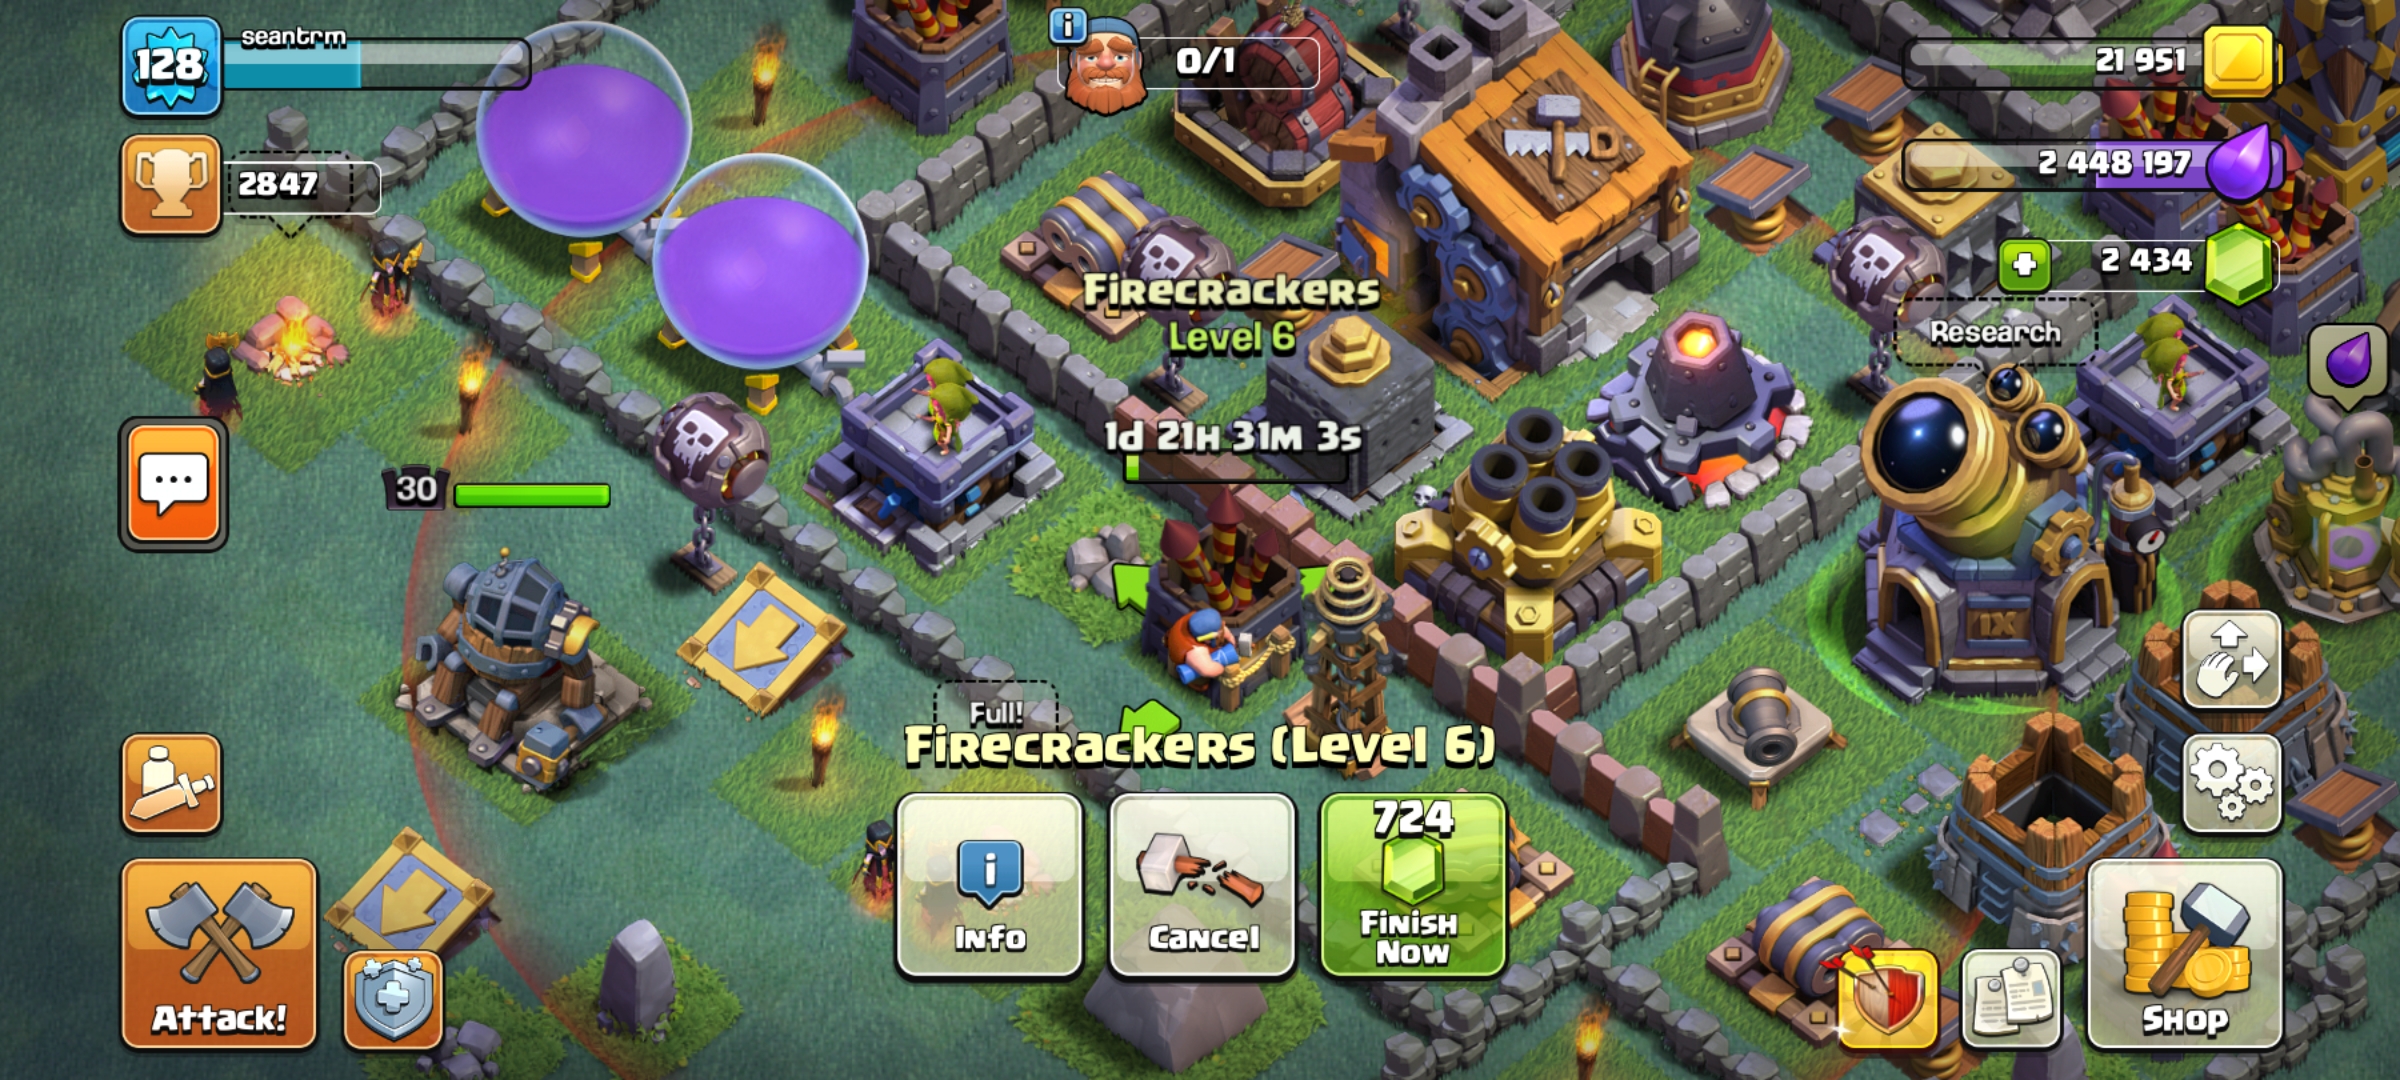 128
seantrm
0/1
21 951
2847
2 448 197
2 434
Firecrackers
Level 6
Research
1d 21H 31M 3s
30
IX
Full!
Firecrackers (Level 6)
Info
Cancel
724
Finish
Now
Attack!
Shop